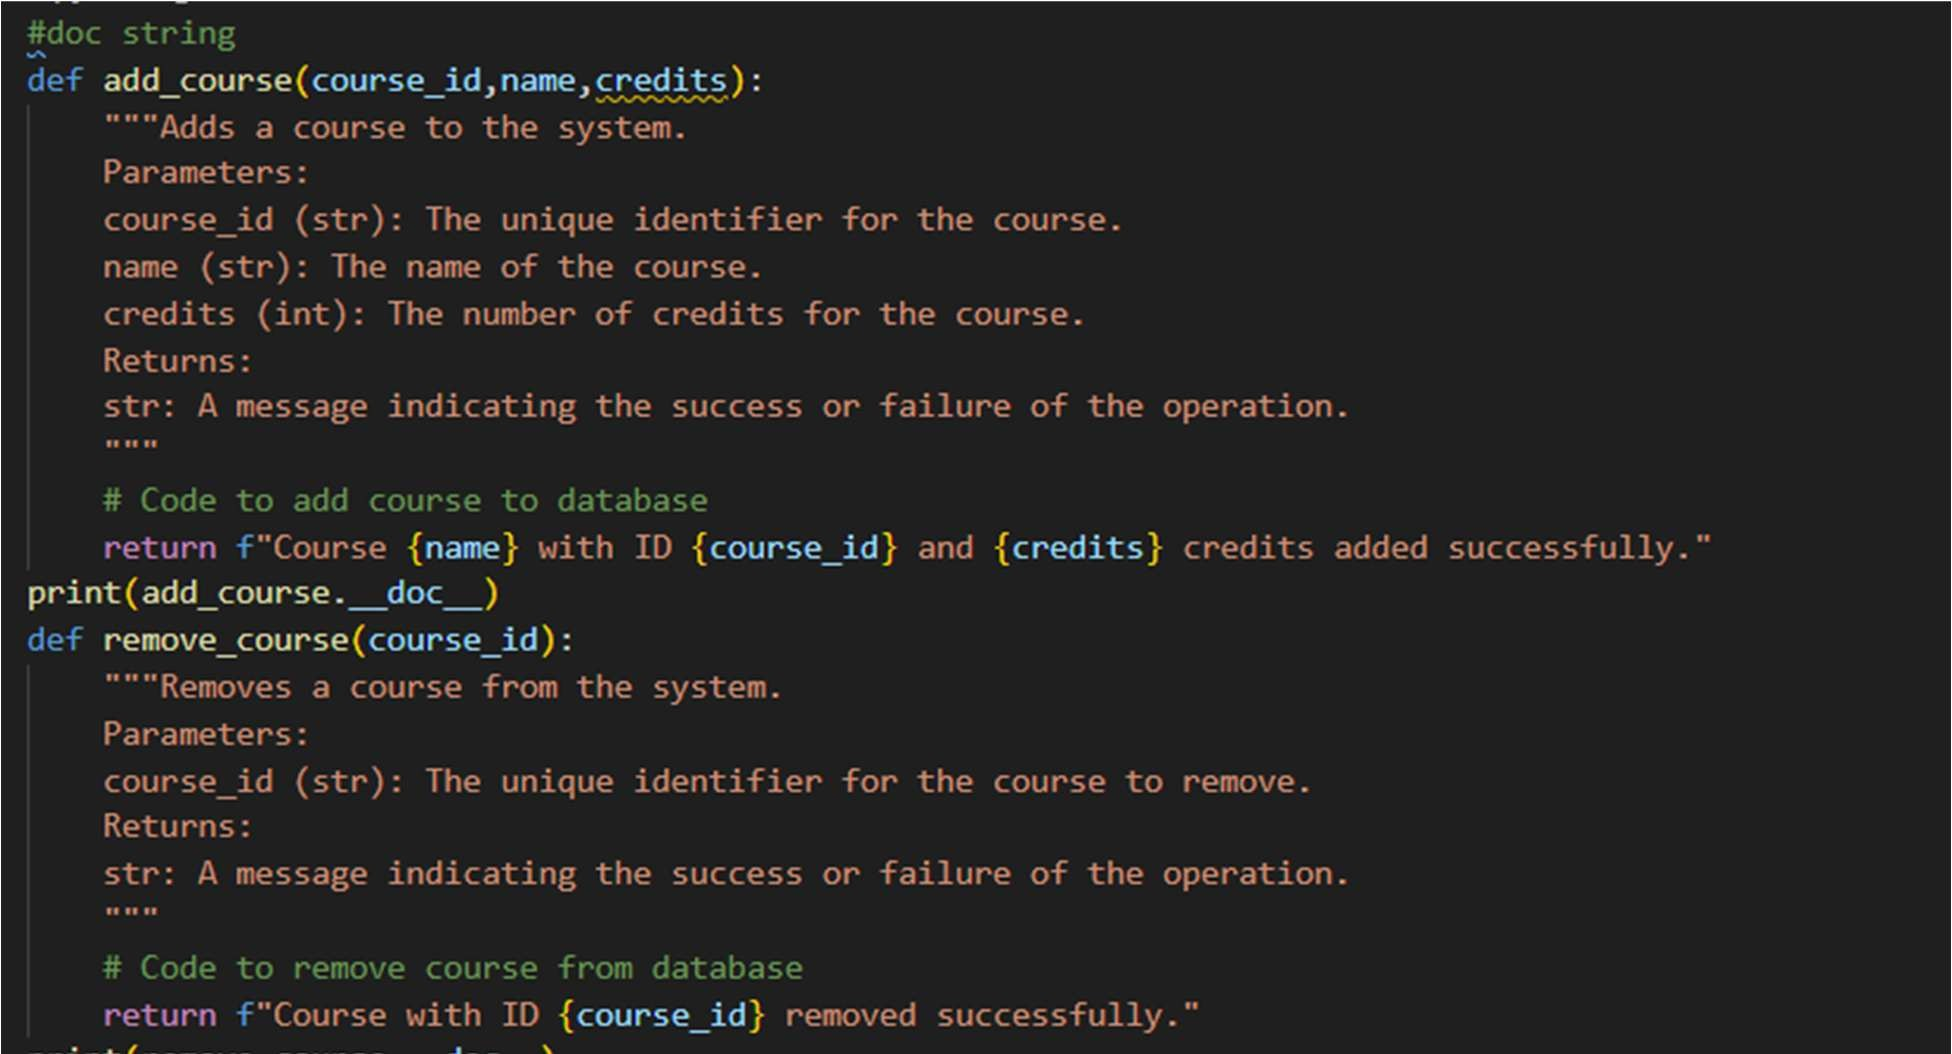 #doc string
def add_course(course_id,name,credits):
    """Adds a course to the system.
    Parameters:
    course_id (str): The unique identifier for the course.
    name (str): The name of the course.
    credits (int): The number of credits for the course.
    Returns:
    str: A message indicating the success or failure of the operation.
    """
    # Code to add course to database
    return f"Course {name} with ID {course_id} and {credits} credits added successfully."
print(add_course.__doc__)
def remove_course(course_id):
    """Removes a course from the system.
    Parameters:
    course_id (str): The unique identifier for the course to remove.
    Returns:
    str: A message indicating the success or failure of the operation.
    """
    # Code to remove course from database
    return f"Course with ID {course_id} removed successfully."